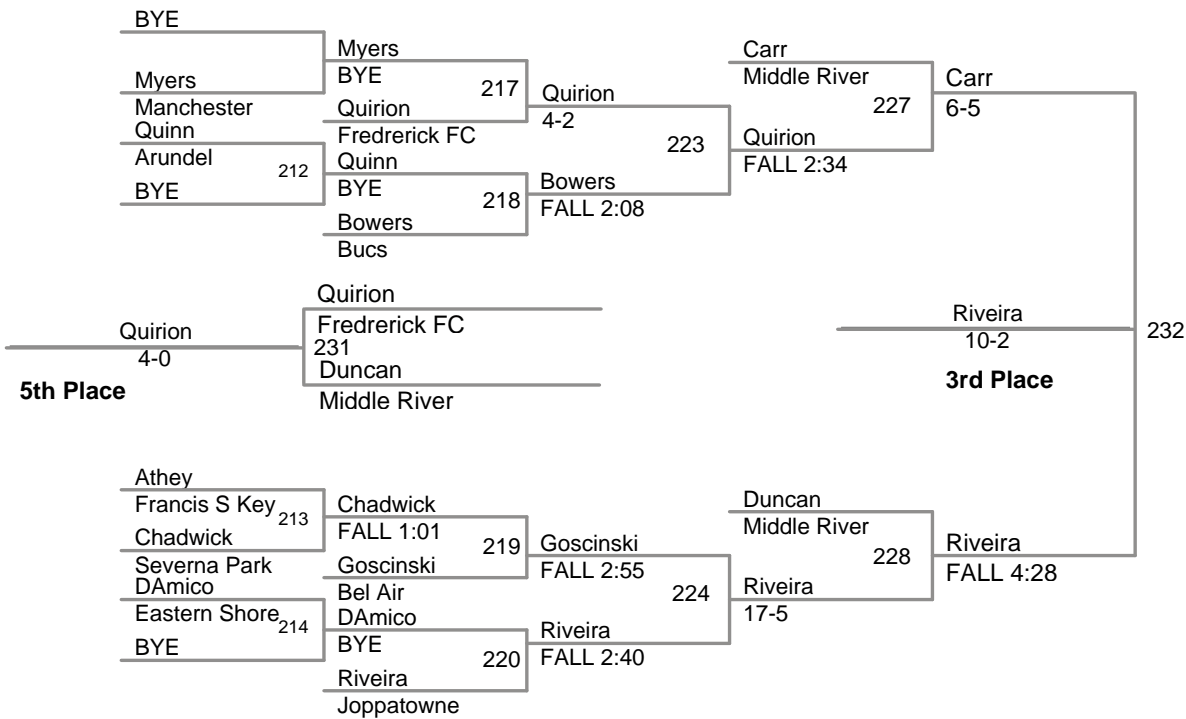 BYE
Myers
BYE
Myers
Manchester
217
Quirion
Fredrerick FC
Quirion
4-2
Carr
Middle River
227
Carr
6-5
Quinn
Arundel
212
BYE
Quinn
BYE
218
Bowers
Bucs
Bowers
FALL 2:08
223
Quirion
FALL 2:34
Quirion
Fredrerick FC
231
Duncan
Middle River
Quirion
4-0
5th Place
Riveira
10-2
3rd Place
232
Athey
Francis S Key
213
Chadwick
Severna Park
Chadwick
FALL 1:01
219
Goscinski
Bel Air
Goscinski
FALL 2:55
Duncan
Middle River
228
Riveira
FALL 4:28
DAmico
Eastern Shore
214
BYE
DAmico
BYE
220
Riveira
Joppatowne
Riveira
FALL 2:40
224
Riveira
17-5